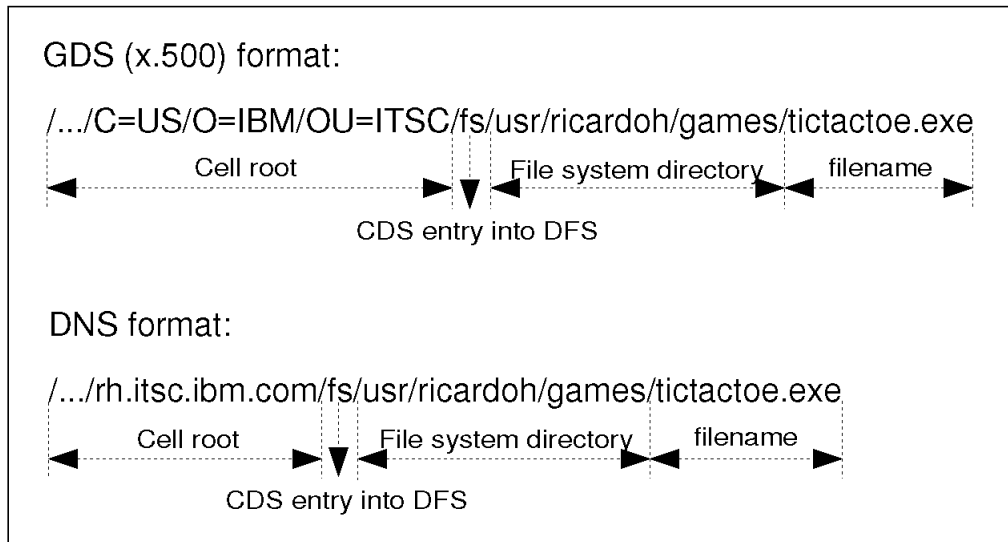 GDS (x.500) format:
/.../C=US/O=IBM/OU=ITSC/fs/usr/ricardoh/games/tictactoe.exe
Cell root File system directory filename
CDS entry into DFS
DNS format:
/.../rh.itsc.ibm.com/fs/usr/ricardoh/games/tictactoe.exe
Cell root File system directory filename
CDS entry into DFS